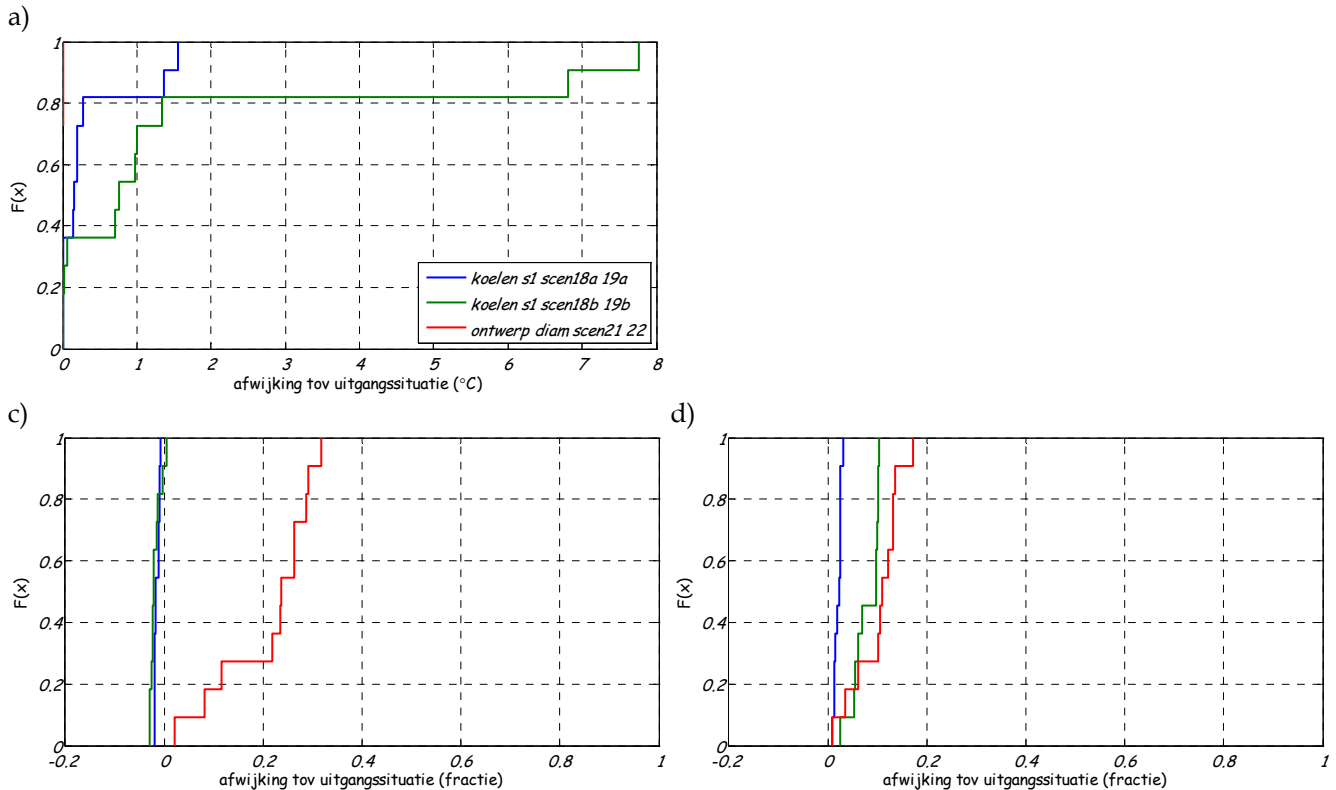 a)
1
0.8
0.6
0.4
0.2
0
F(x)
0 1 2 3 4 5 6 7 8
afwijking tov uitgangssituatie (°C)
koelen s1 scen18a 19a
koelen s1 scen18b 19b
ontwerp diam scen21 22
c)
1
0.8
0.6
0.4
0.2
0
F(x)
-0.2 0 0.2 0.4 0.6 0.8 1
afwijking tov uitgangssituatie (fractie)
d)
1
0.8
0.6
0.4
0.2
0
F(x)
-0.2 0 0.2 0.4 0.6 0.8 1
afwijking tov uitgangssituatie (fractie)